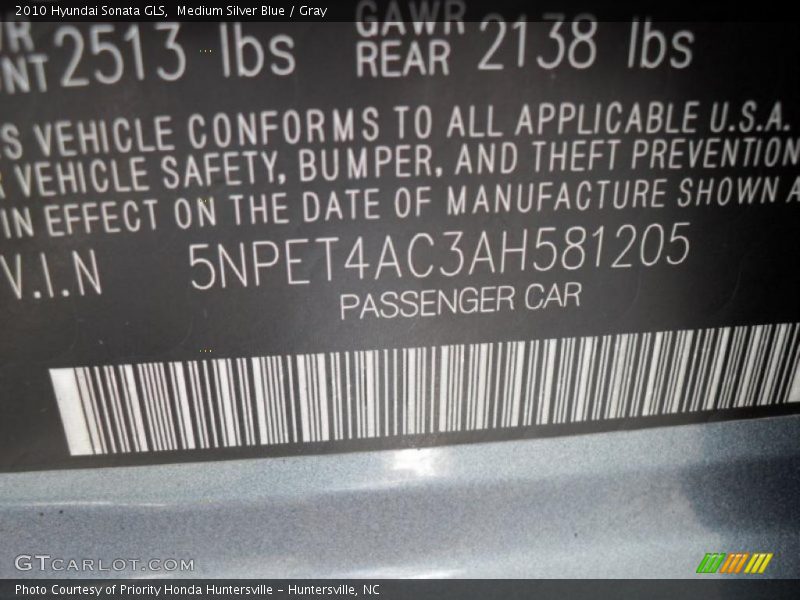 2010 Hyundai Sonata GLS, Medium Silver Blue / Gray
GAWR
2513 lbs REAR 2138 lbs
VEHICLE CONFORMS TO ALL APPLICABLE U.S.A.
VEHICLE SAFETY, BUMPER, AND THEFT PREVENTION
IN EFFECT ON THE DATE OF MANUFACTURE SHOWN
V.I.N 5NPET4AC3AH581205
PASSENGER CAR
GTCARLOT.COM
Photo Courtesy of Priority Honda Huntersville – Huntersville, NC